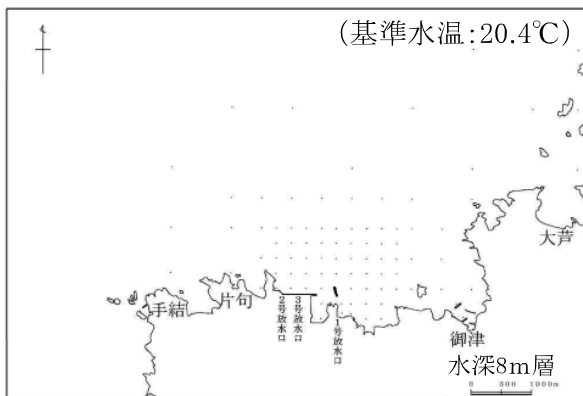 (基準水温:20.4℃)
大芦
手結
片句
2号放水口
3号放水口
1号放水口
御津
水深8m層
0 500 1000m